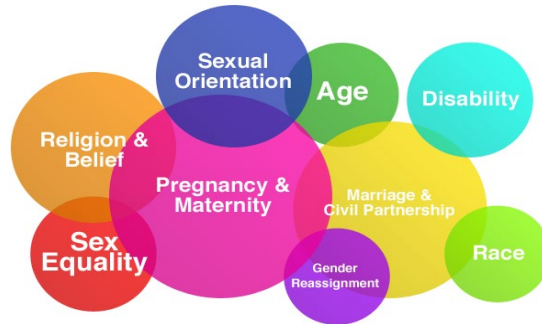 Sexual
Orientation
Age
Disability
Religion &
Belief
Pregnancy &
Maternity
Marriage &
Civil Partnership
Sex
Equality
Gender
Reassignment
Race